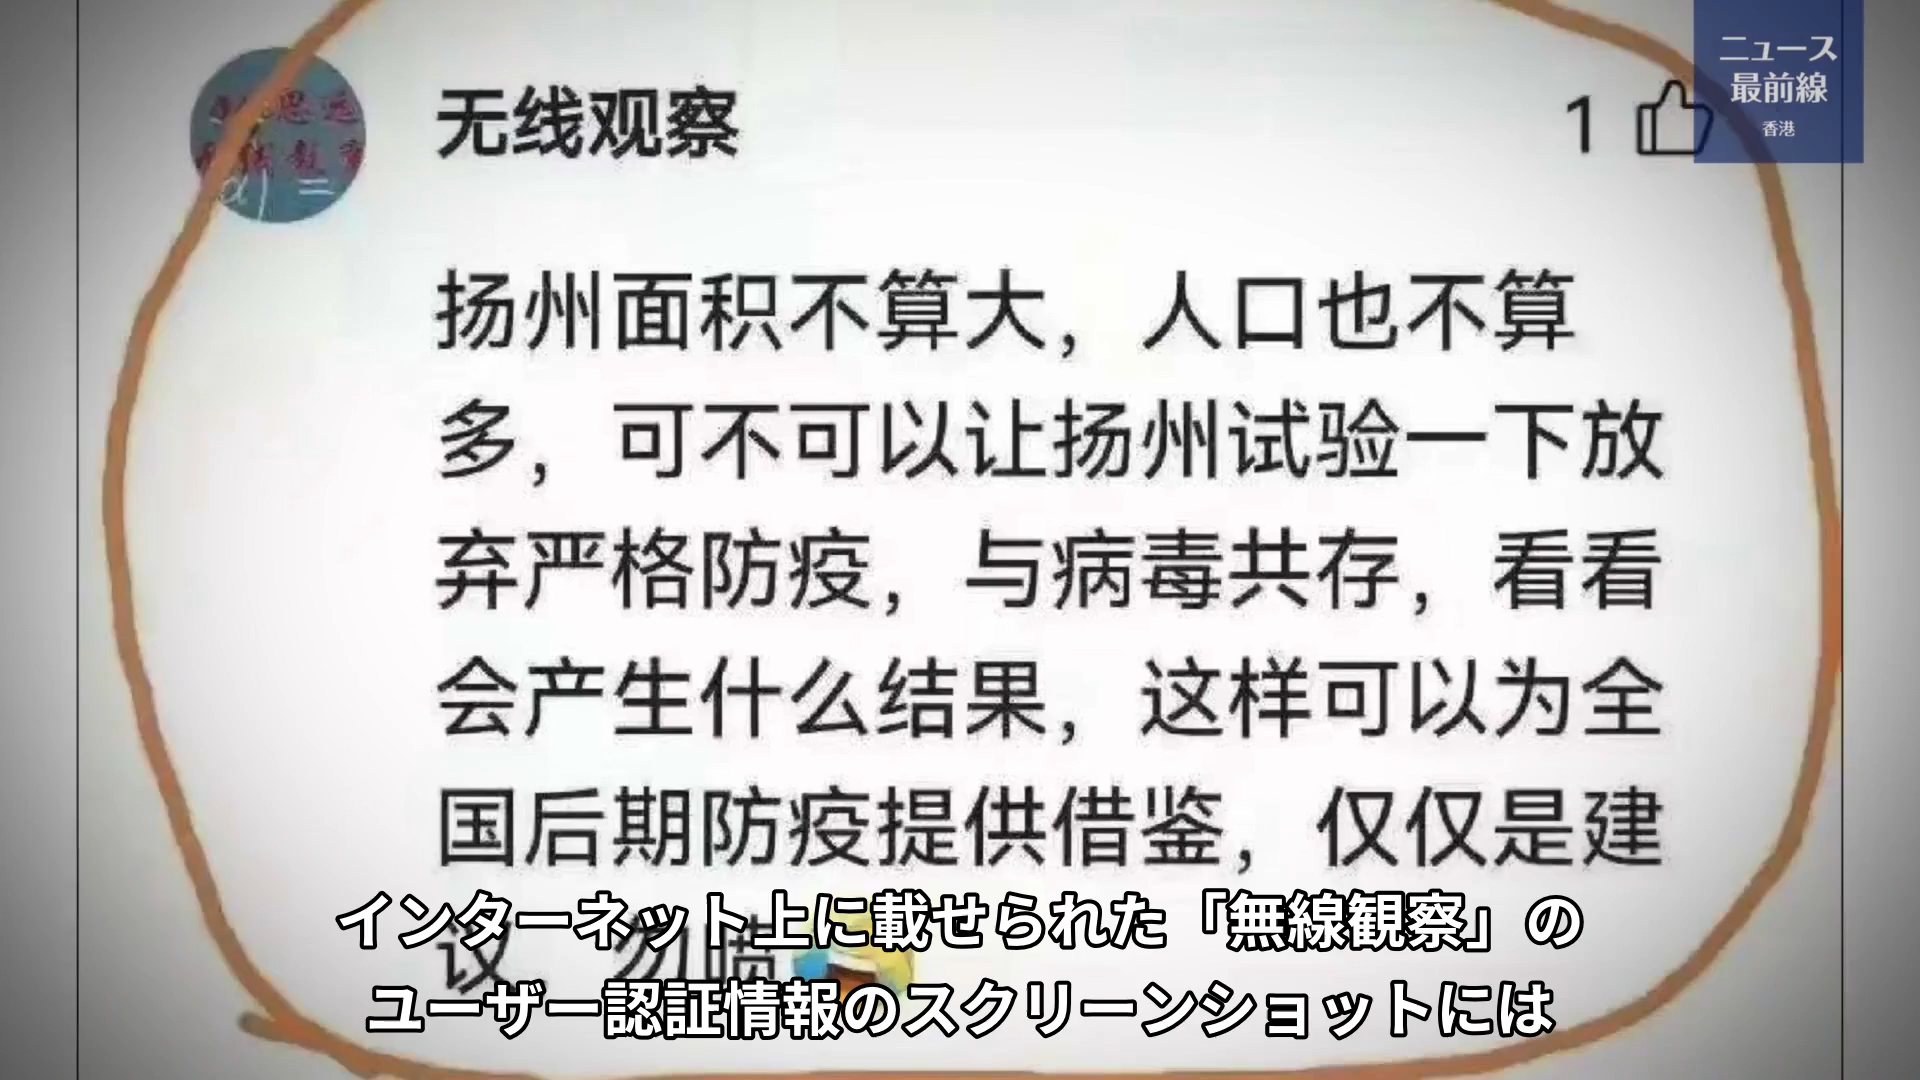 ニュース
最前線
香港
无线观察
1
扬州面积不算大，人口也不算
多，可不可以让扬州试验一下放
弃严格防疫，与病毒共存，看看
会产生什么结果，这样可以为全
国后期防疫提供借鉴，仅仅是建
议，勿喷
インターネット上に載せられた「無線観察」の
ユーザー認証情報のスクリーンショットには